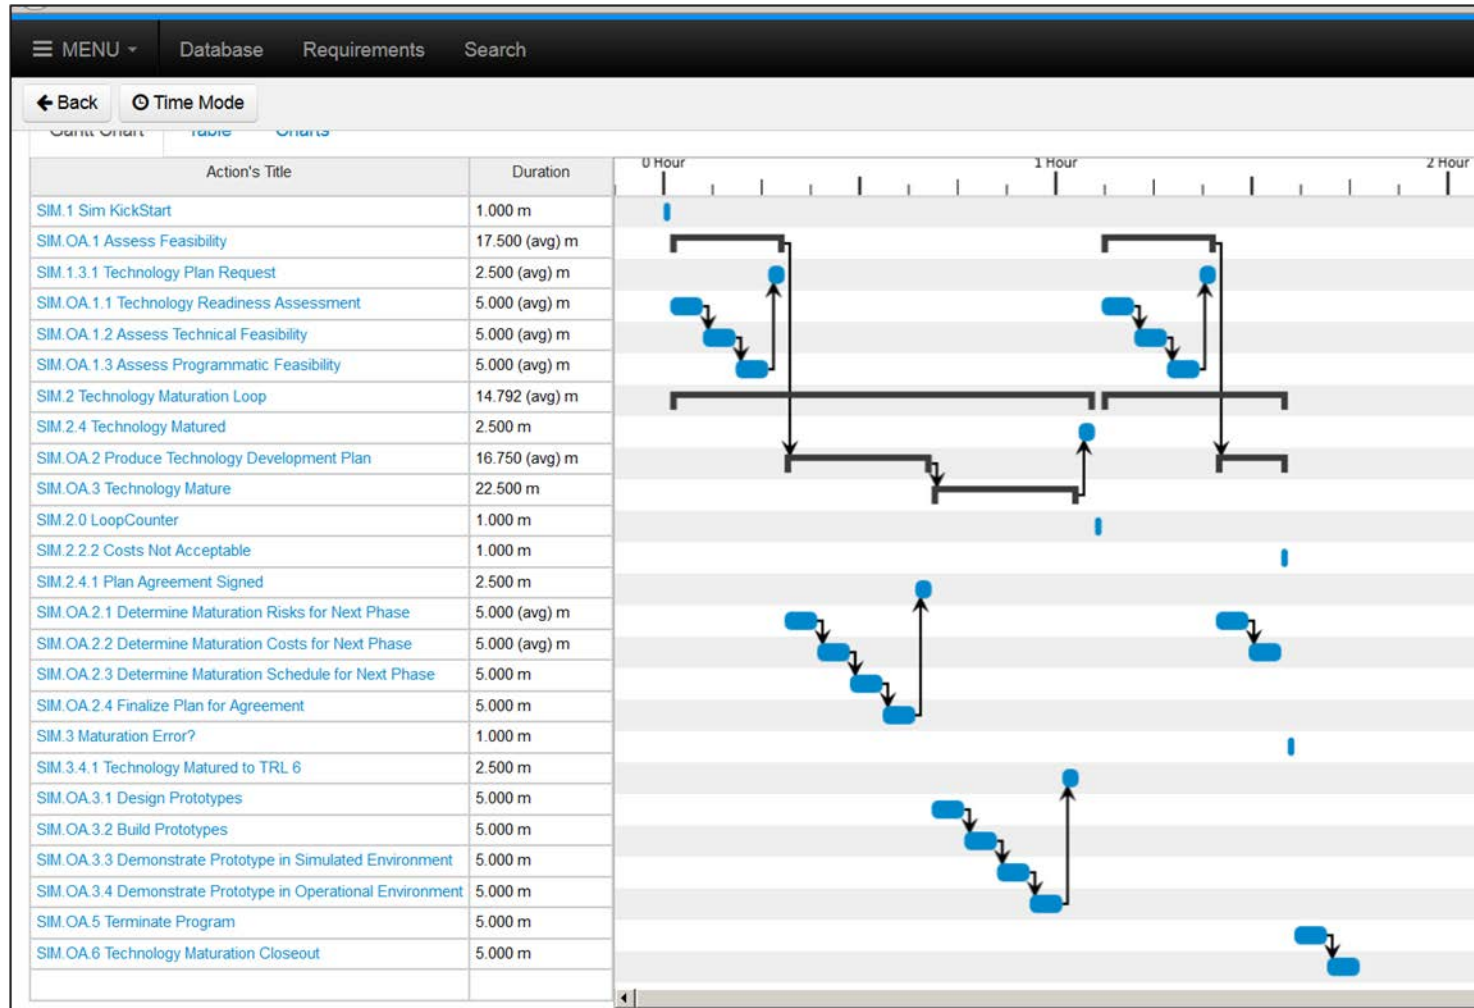 MENU Database Requirements Search
Back Time Mode
Gantt Chart Table Charts
Action's Title Duration 0 Hour 1 Hour 2 Hour
SIM.1 Sim KickStart 1.000 m
SIM.OA.1 Assess Feasibility 17.500 (avg) m
SIM.1.3.1 Technology Plan Request 2.500 (avg) m
SIM.OA.1.1 Technology Readiness Assessment 5.000 (avg) m
SIM.OA.1.2 Assess Technical Feasibility 5.000 (avg) m
SIM.OA.1.3 Assess Programmatic Feasibility 5.000 (avg) m
SIM.2 Technology Maturation Loop 14.792 (avg) m
SIM.2.4 Technology Matured 2.500 m
SIM.OA.2 Produce Technology Development Plan 16.750 (avg) m
SIM.OA.3 Technology Mature 22.500 m
SIM.2.0 LoopCounter 1.000 m
SIM.2.2.2 Costs Not Acceptable 1.000 m
SIM.2.4.1 Plan Agreement Signed 2.500 m
SIM.OA.2.1 Determine Maturation Risks for Next Phase 5.000 (avg) m
SIM.OA.2.2 Determine Maturation Costs for Next Phase 5.000 (avg) m
SIM.OA.2.3 Determine Maturation Schedule for Next Phase 5.000 m
SIM.OA.2.4 Finalize Plan for Agreement 5.000 m
SIM.3 Maturation Error? 1.000 m
SIM.3.4.1 Technology Matured to TRL 6 2.500 m
SIM.OA.3.1 Design Prototypes 5.000 m
SIM.OA.3.2 Build Prototypes 5.000 m
SIM.OA.3.3 Demonstrate Prototype in Simulated Environment 5.000 m
SIM.OA.3.4 Demonstrate Prototype in Operational Environment 5.000 m
SIM.OA.5 Terminate Program 5.000 m
SIM.OA.6 Technology Maturation Closeout 5.000 m